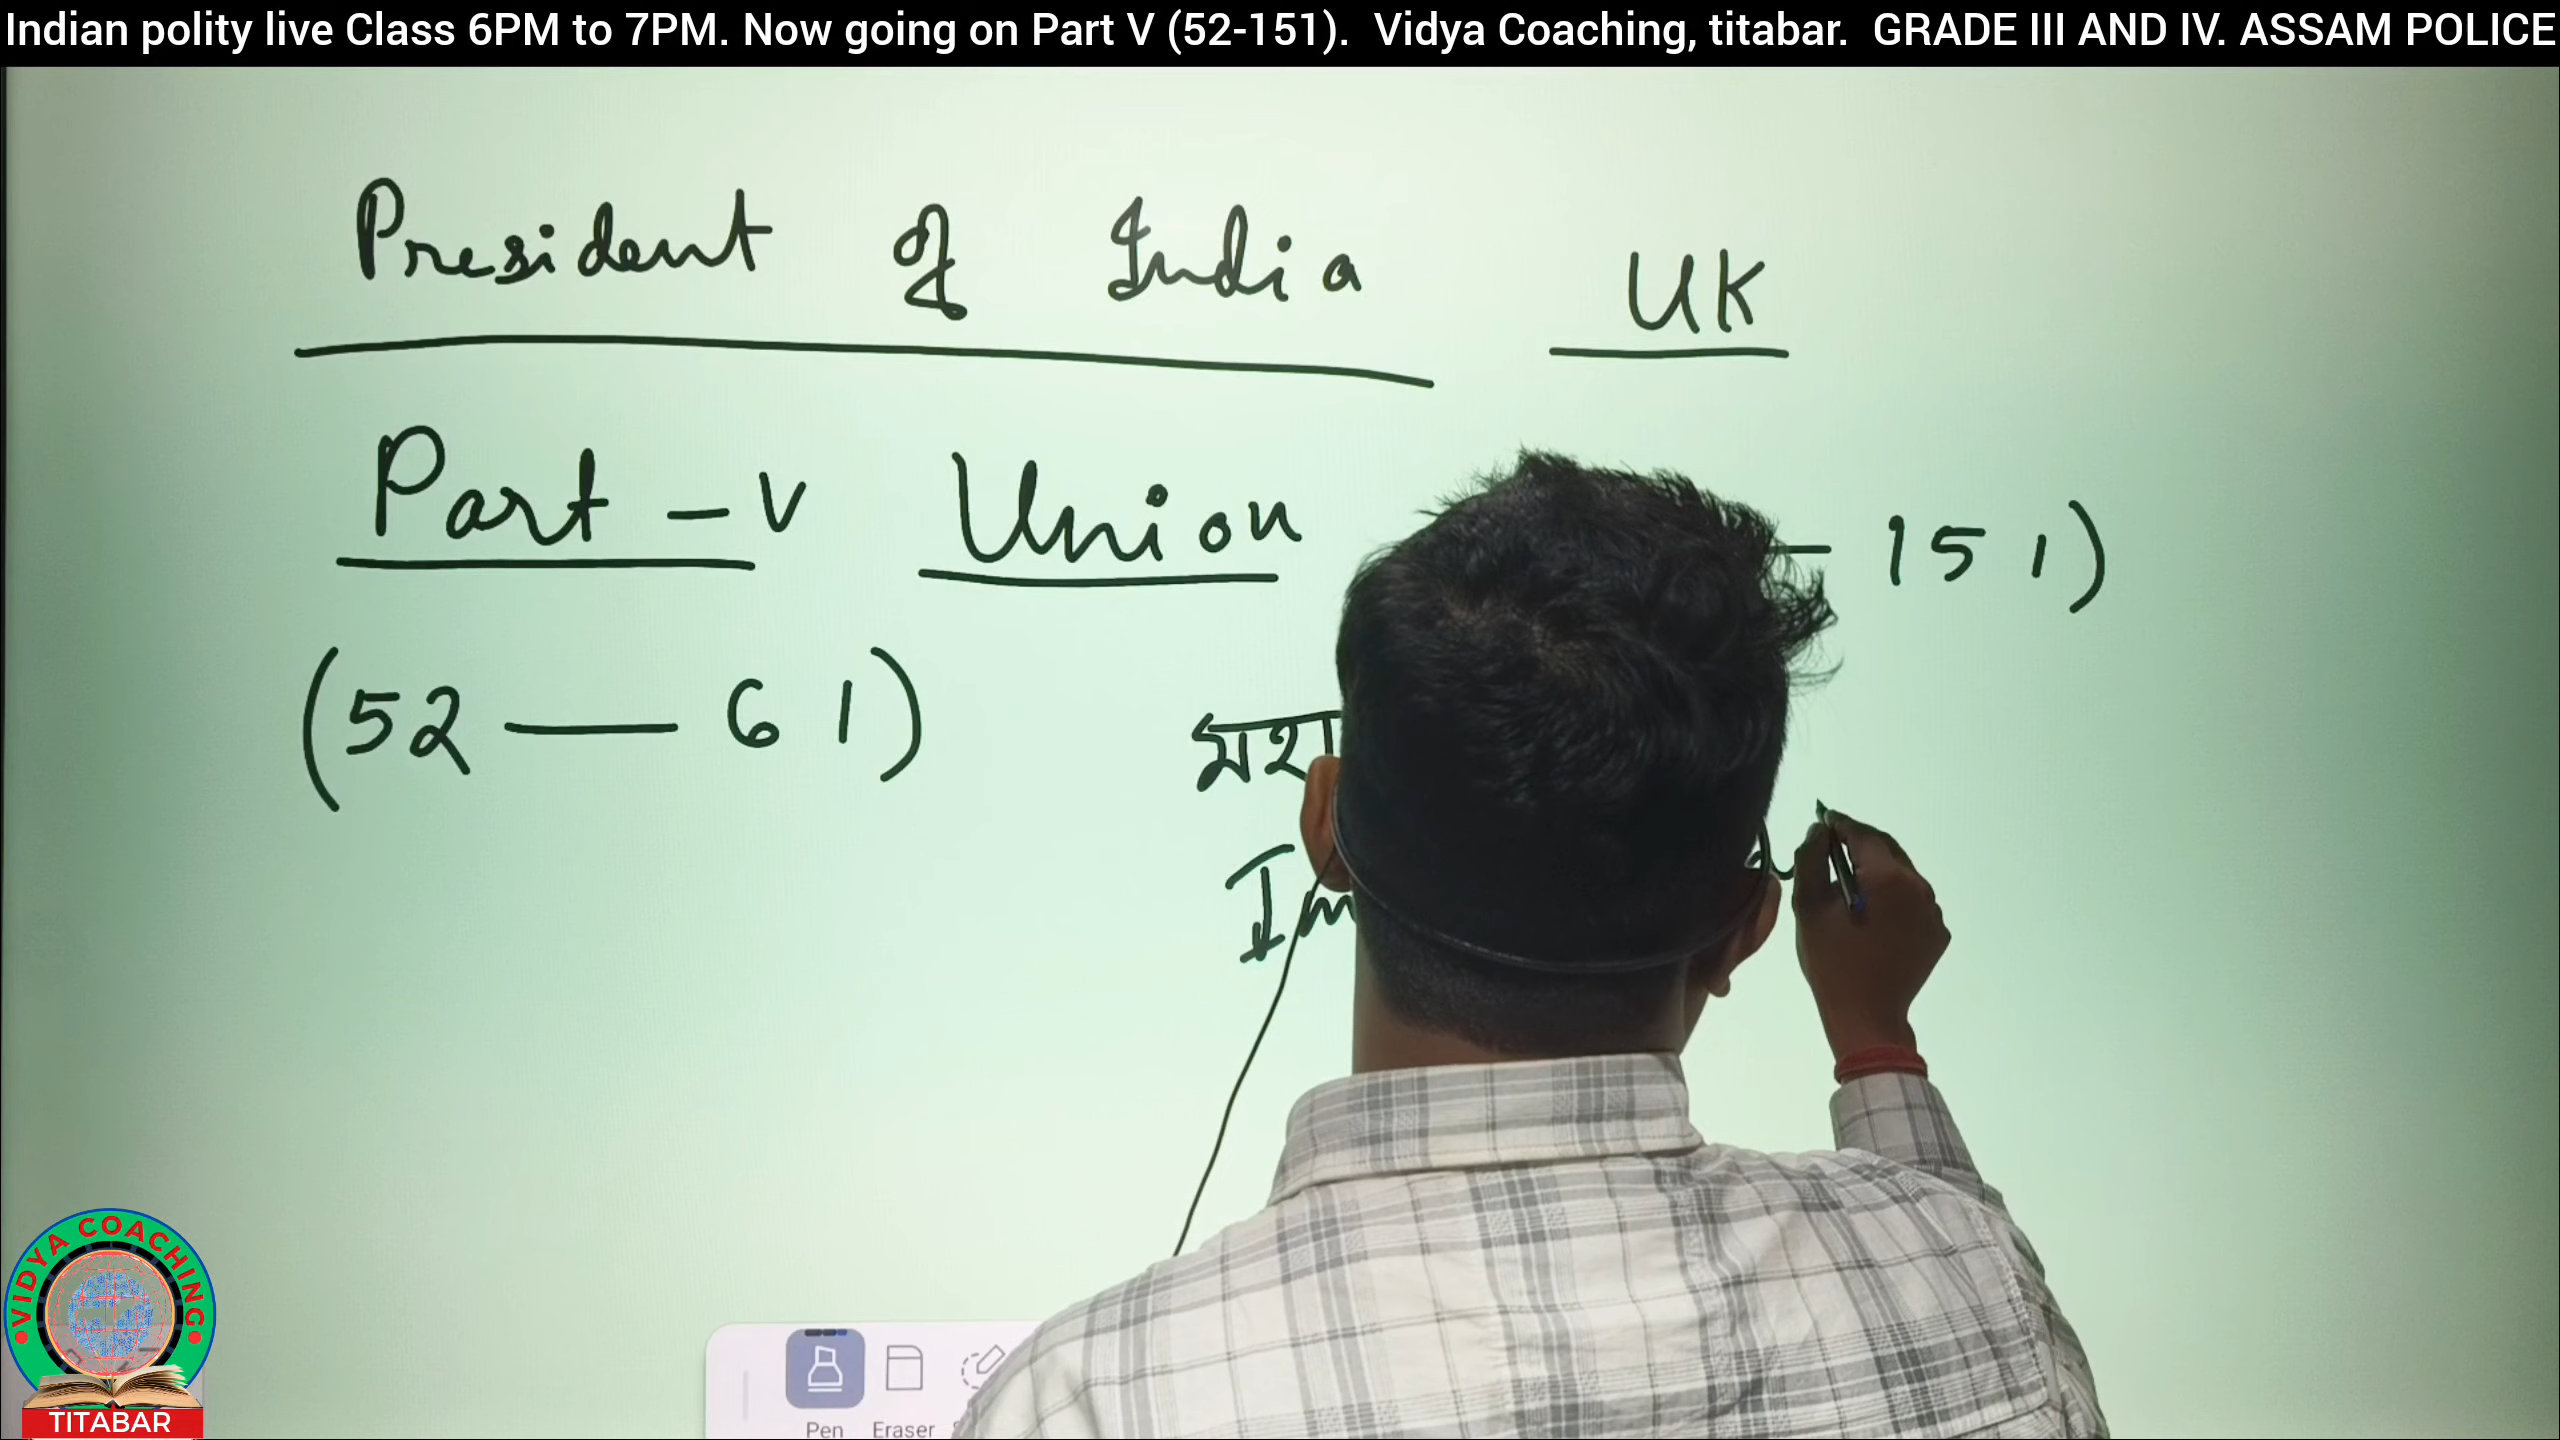 Indian polity live Class 6PM to 7PM. Now going on Part V (52-151). Vidya Coaching, titabar. GRADE III AND IV. ASSAM POLICE
President of India UK
Part - V Union - 151)
(52 — 61)
VIDYA COACHING
TITABAR
Pen Eraser